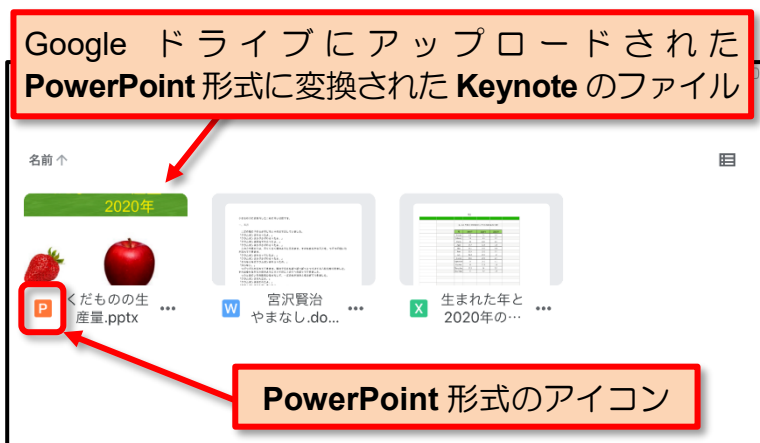 Google ドライブにアップロードされた
PowerPoint 形式に変換された Keynote のファイル
名前 ↑
2020年
P くだものの生
産量.pptx •••
W 宮沢賢治
やまなし.do... •••
X 生まれた年と
2020年の… •••
PowerPoint 形式のアイコン